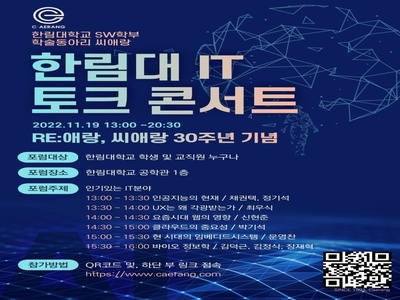 C AERANG
한림대학교 SW학부
학술동아리 씨애랑
한림대 IT
토크 콘서트
2022.11.19 13:00 ~20:30
RE:애랑, 씨애랑 30주년 기념
포럼대상 한림대학교 학생 및 교직원 누구나
포럼장소 한림대학교 공학관 1층
포럼주제 인기있는 IT분야
13:00 - 13:30 인공지능의 현재 / 채권택, 정기석
13:30 - 14:00 UX는 왜 각광받는가 / 최우식
14:00 - 14:30 요즘시대 웹의 영향 / 신현준
14:30 - 15:00 클라우드의 중요성 / 박기석
15:00 - 15:30 현 시대의 임베디드시스템 / 문영찬
15:30 - 16:00 바이오 정보학 / 김덕근, 김정식, 장재혁
참가방법 QR코드 및, 하단 부 링크 접속
https://www.caefang.com/